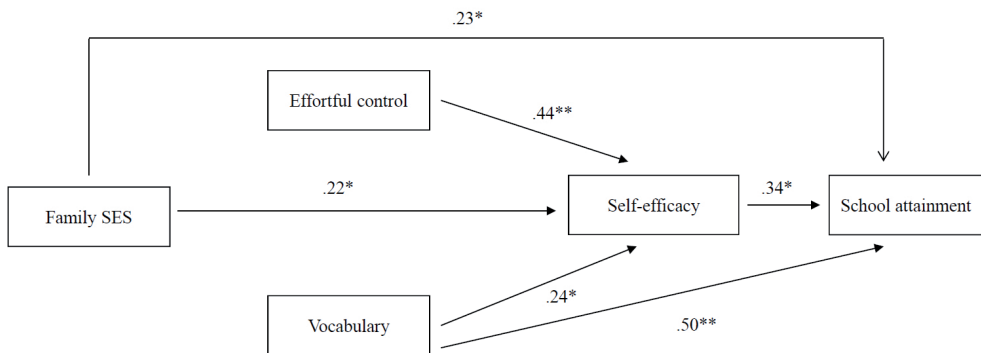 .23*
Effortful control
.44**
.22*
.34*
Family SES
Self-efficacy
School attainment
.24*
Vocabulary
.50**